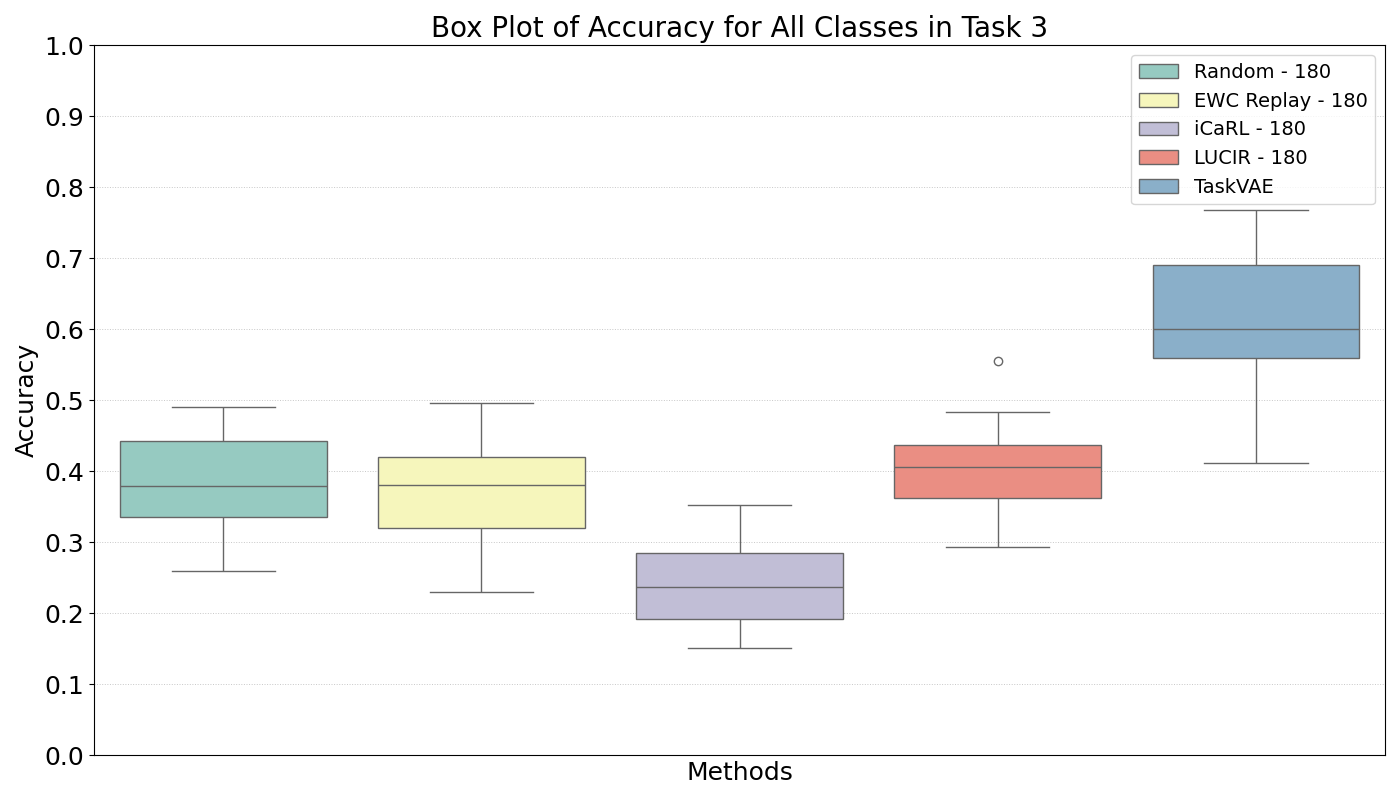 Box Plot of Accuracy for All Classes in Task 3
1.0
0.9
0.8
0.7
0.6
0.5
0.4
0.3
0.2
0.1
0.0
Accuracy
Methods
Random - 180
EWC Replay - 180
iCaRL - 180
LUCIR - 180
TaskVAE